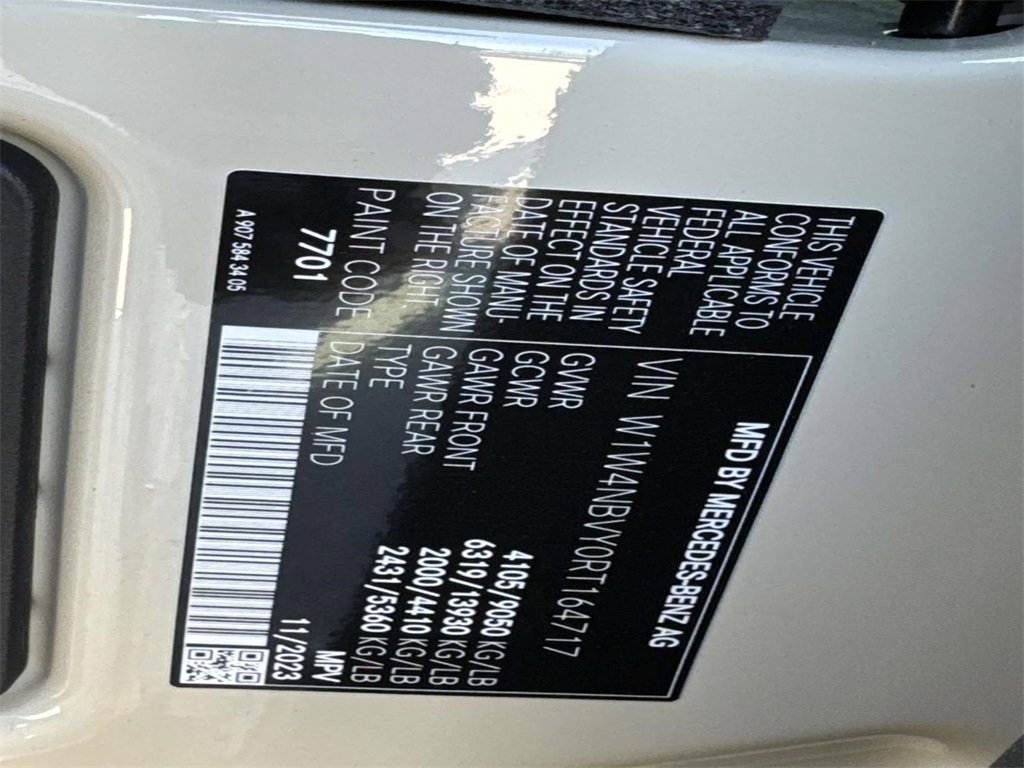 MFD BY MERCEDES-BENZ AG
THIS VEHICLE
CONFORMS TO
ALL APPLICABLE
FEDERAL
VEHICLE SAFETY
STANDARDS IN
EFFECT ON THE
DATE OF MANU-
FACTURE SHOWN
ON THE RIGHT
PAINT CODE
7701
A 907 584 34 05
VIN W1W4NBVY0RT164717
GVWR 4105/9050 KG/LB
GCWR 6319/13930 KG/LB
GAWR FRONT 2000/4410 KG/LB
GAWR REAR 2431/5360 KG/LB
TYPE MPV
DATE OF MFD 11/2023